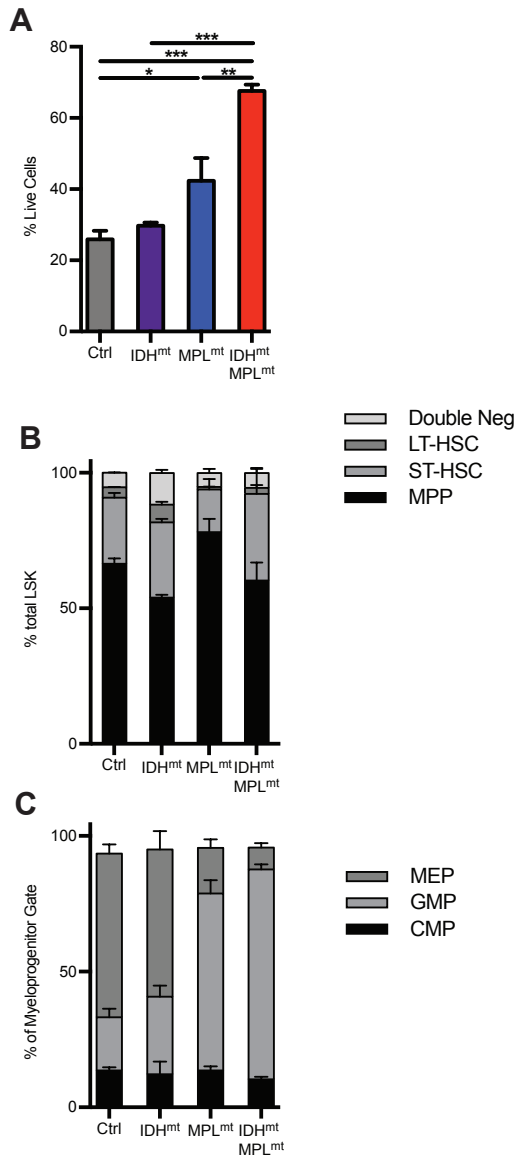 A
% Live Cells
80
60
40
20
0
***
***
*
**
Ctrl
IDHmt
MPLmt
IDHmt
MPLmt
B
Double Neg
LT-HSC
ST-HSC
MPP
% total LSK
100
50
0
Ctrl
IDHmt
MPLmt
IDHmt
MPLmt
C
MEP
GMP
CMP
% of Myeloprogenitor Gate
100
50
0
Ctrl
IDHmt
MPLmt
IDHmt
MPLmt